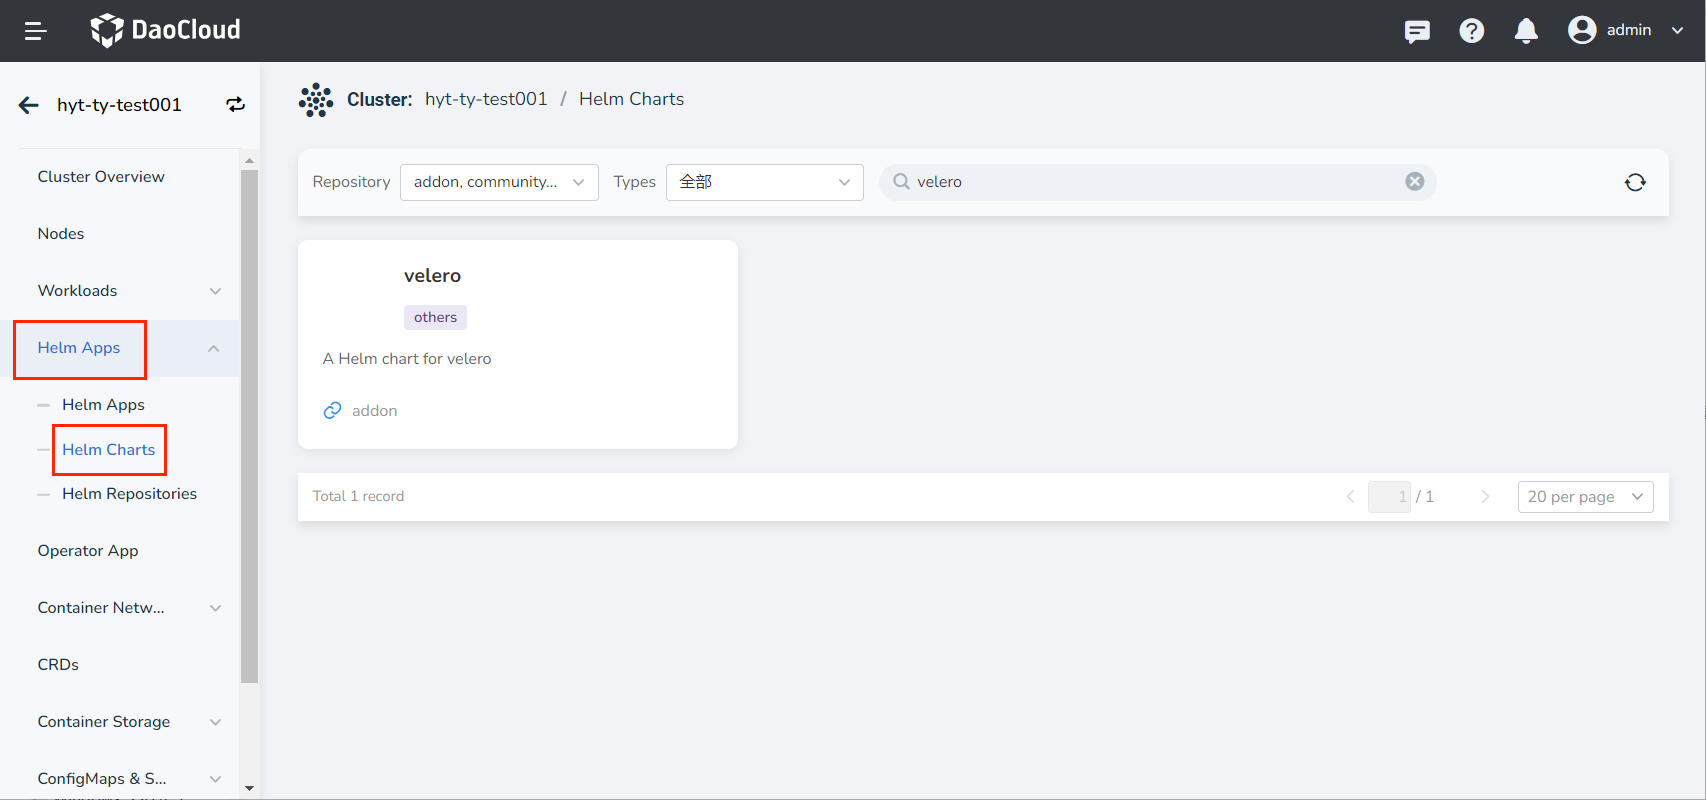 DaoCloud
admin
hyt-ty-test001
Cluster: hyt-ty-test001 / Helm Charts
Cluster Overview
Nodes
Workloads
Helm Apps
Helm Apps
Helm Charts
Helm Repositories
Operator App
Container Netw...
CRDs
Container Storage
ConfigMaps & S...
Repository addon, community... Types 全部 velero
velero
others
A Helm chart for velero
addon
Total 1 record
1 / 1
20 per page